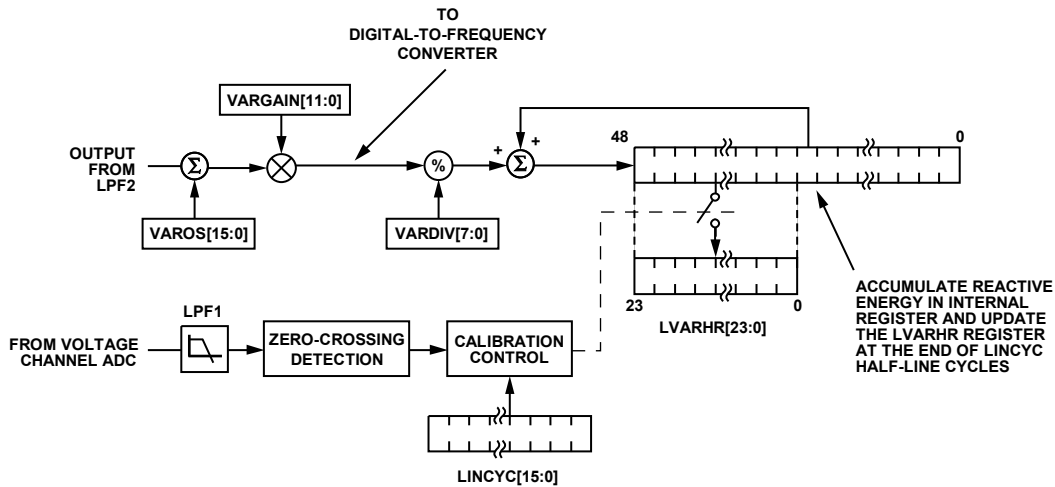 TO
DIGITAL-TO-FREQUENCY
CONVERTER
VARGAIN[11:0]
OUTPUT
FROM
LPF2
Σ
%
+
+
Σ
48
0
VAROS[15:0]
VARDIV[7:0]
23
0
LVARHR[23:0]
ACCUMULATE REACTIVE
ENERGY IN INTERNAL
REGISTER AND UPDATE
THE LVARHR REGISTER
AT THE END OF LINCYC
HALF-LINE CYCLES
LPF1
FROM VOLTAGE
CHANNEL ADC
ZERO-CROSSING
DETECTION
CALIBRATION
CONTROL
LINCYC[15:0]